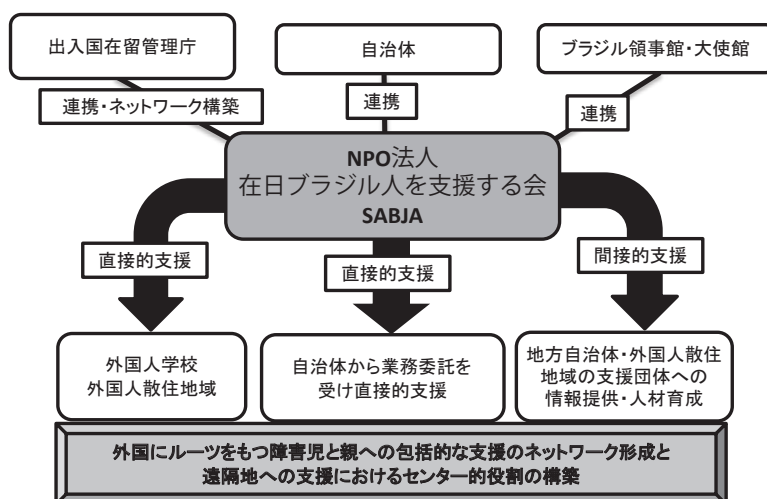 出入国在留管理庁
自治体
ブラジル領事館・大使館
連携・ネットワーク構築
連携
連携
NPO法人
在日ブラジル人を支援する会
SABJA
直接的支援
直接的支援
間接的支援
外国人学校
外国人散住地域
自治体から業務委託を
受け直接的支援
地方自治体・外国人散住
地域の支援団体への
情報提供・人材育成
外国にルーツをもつ障害児と親への包括的な支援のネットワーク形成と
遠隔地への支援におけるセンター的役割の構築